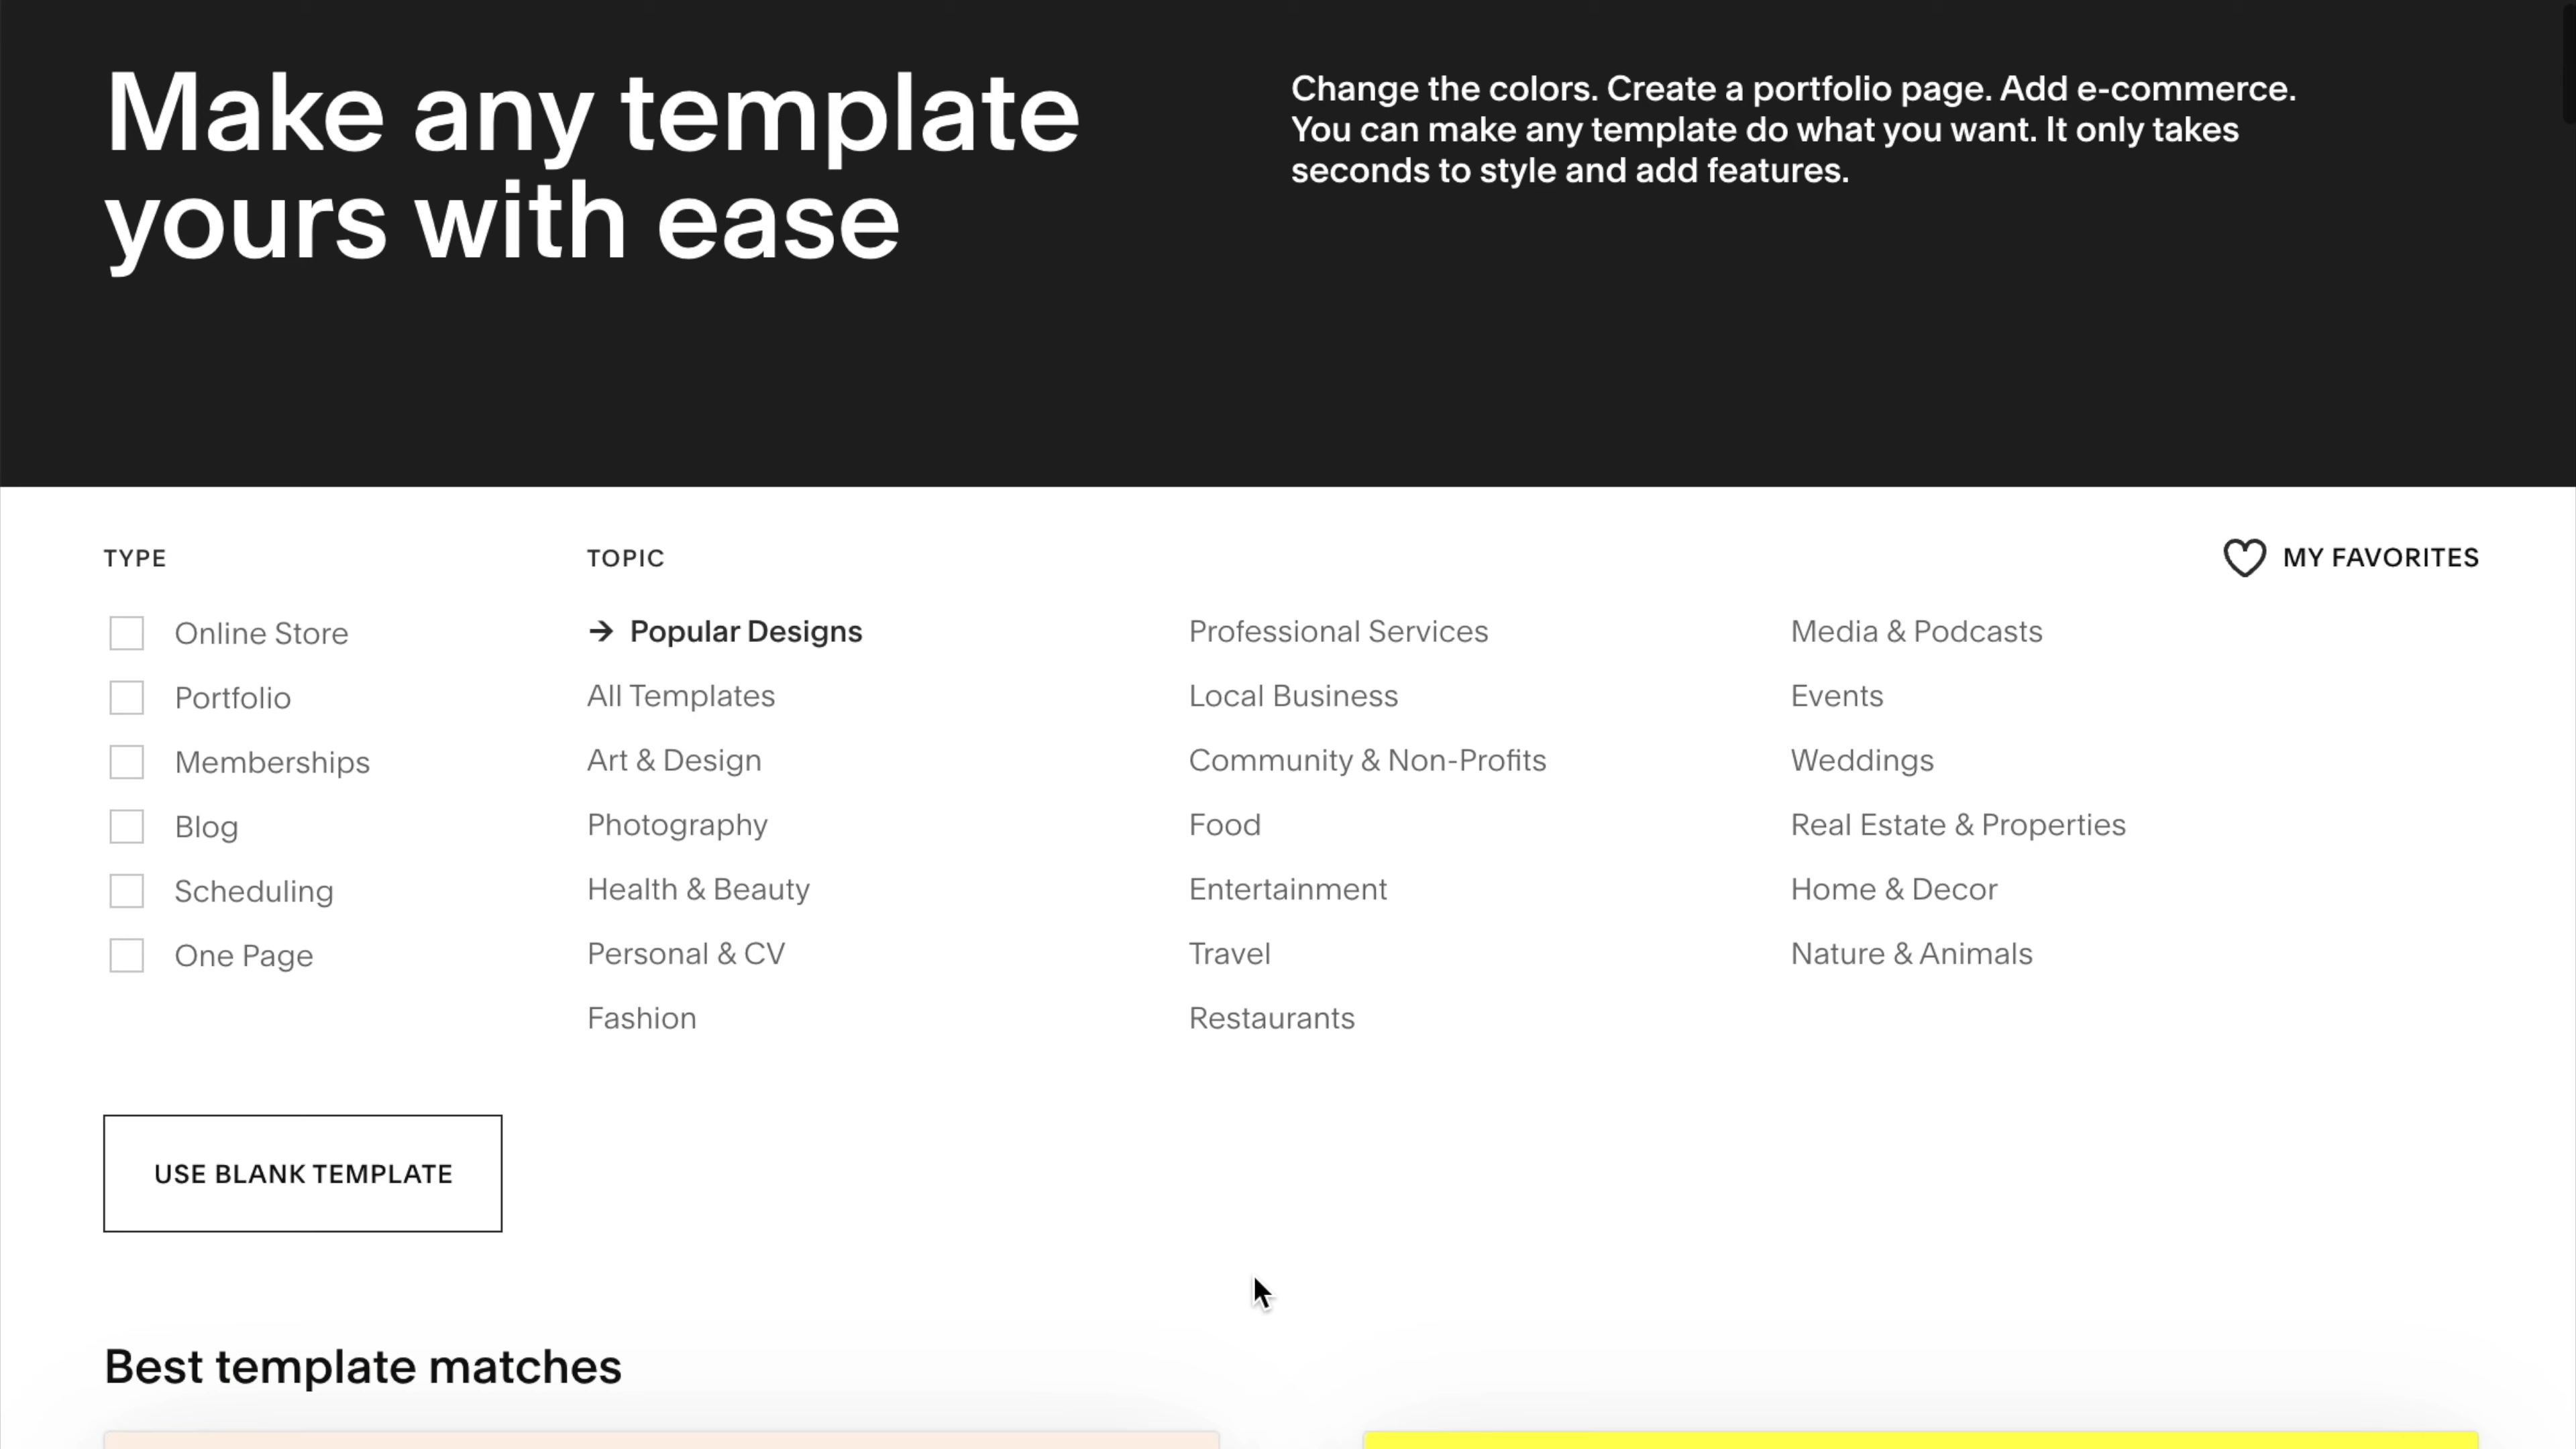 Make any template
yours with ease
Change the colors. Create a portfolio page. Add e-commerce.
You can make any template do what you want. It only takes
seconds to style and add features.
TYPE
Online Store
Portfolio
Memberships
Blog
Scheduling
One Page
TOPIC
→ Popular Designs
All Templates
Art & Design
Photography
Health & Beauty
Personal & CV
Fashion
Professional Services
Local Business
Community & Non-Profits
Food
Entertainment
Travel
Restaurants
Media & Podcasts
Events
Weddings
Real Estate & Properties
Home & Decor
Nature & Animals
MY FAVORITES
USE BLANK TEMPLATE
Best template matches